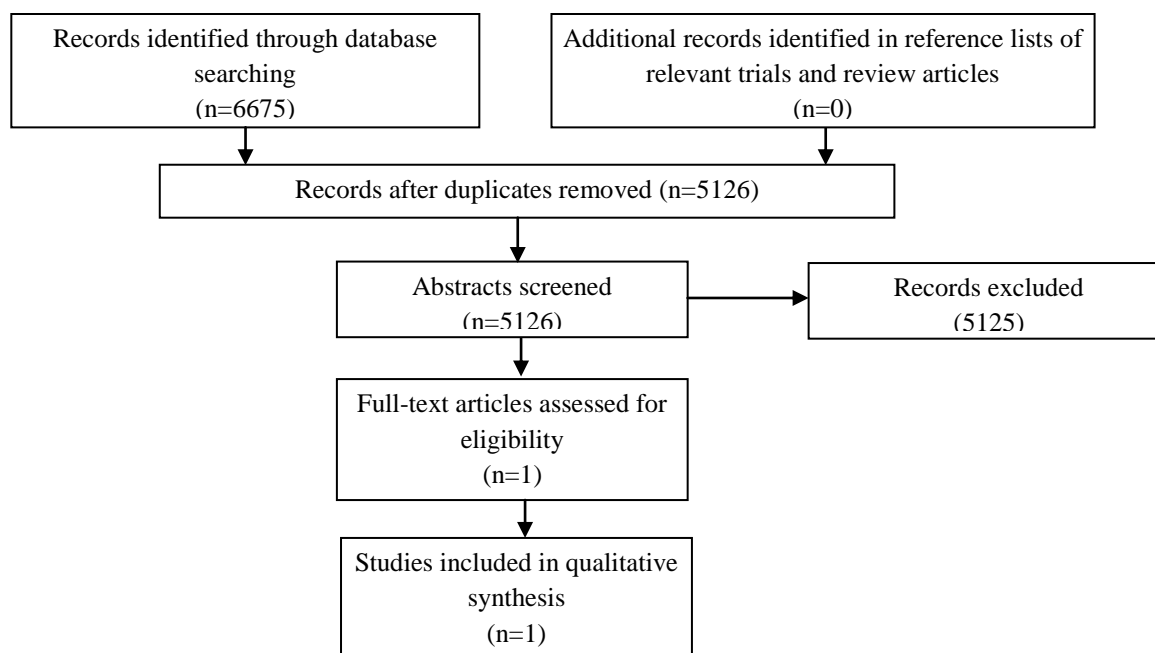 Records identified through database
searching
(n=6675)
Additional records identified in reference lists of
relevant trials and review articles
(n=0)
Records after duplicates removed (n=5126)
Abstracts screened
(n=5126)
Records excluded
(5125)
Full-text articles assessed for
eligibility
(n=1)
Studies included in qualitative
synthesis
(n=1)